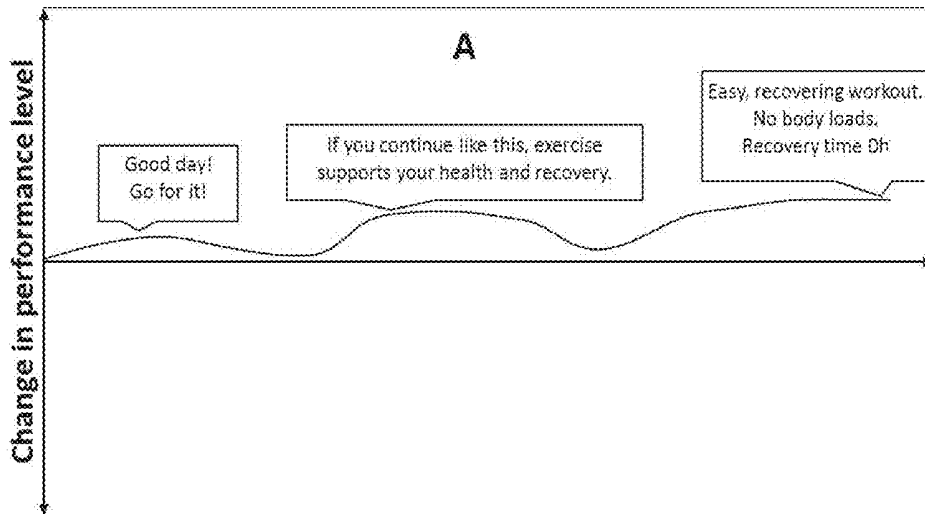 A
Change in performance level
Good day!
Go for it!
If you continue like this, exercise
supports your health and recovery.
Easy, recovering workout.
No body loads.
Recovery time 0h